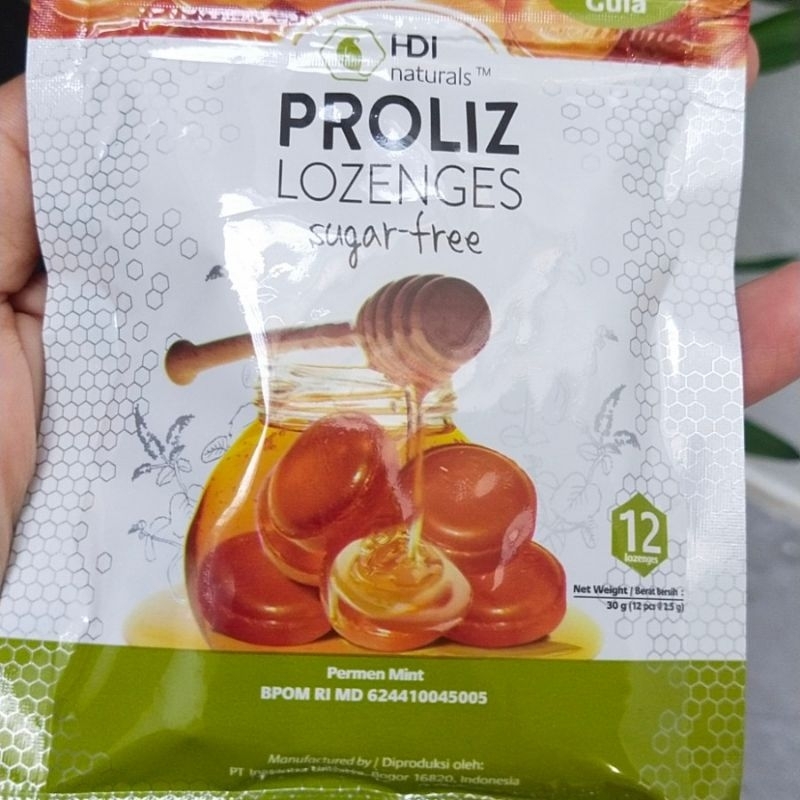 Gula
HDI
naturals™
PROLIZ
LOZENGES
sugar-free
12
lozenges
Net Weight / Berat bersih :
30 g (12 pcs @ 2.5 g)
Permen Mint
BPOM RI MD 624410045005
Manufactured by / Diproduksi oleh:
PT Bogor 16820, Indonesia